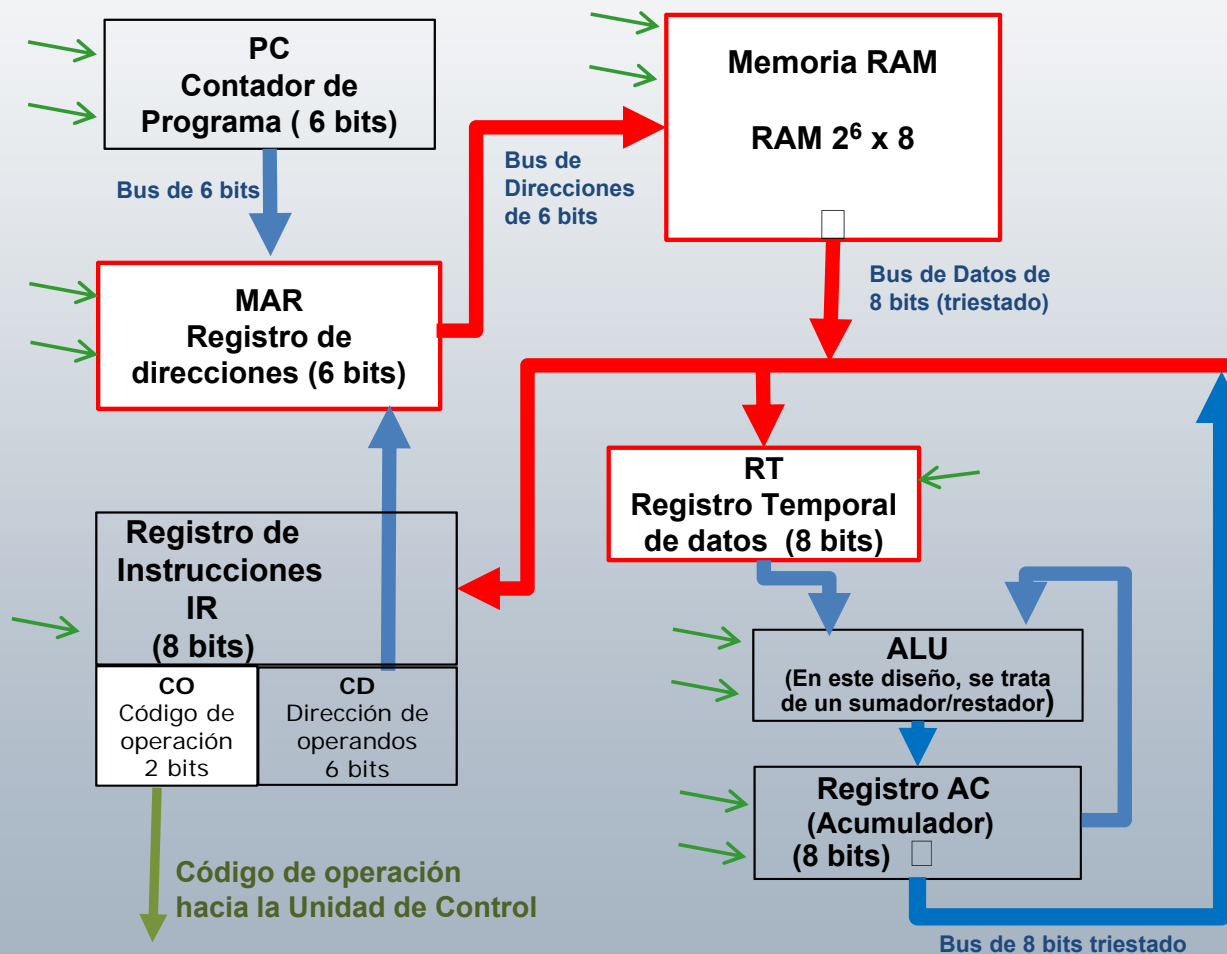 PC
Contador de
Programa ( 6 bits)
Bus de 6 bits
MAR
Registro de
direcciones (6 bits)
Bus de
Direcciones
de 6 bits
Memoria RAM
RAM 2⁶ x 8
Bus de Datos de
8 bits (triestado)
RT
Registro Temporal
de datos (8 bits)
Registro de
Instrucciones
IR
(8 bits)
CO
Código de
operación
2 bits
CD
Dirección de
operandos
6 bits
ALU
(En este diseño, se trata
de un sumador/restador)
Registro AC
(Acumulador)
(8 bits)
Código de operación
hacia la Unidad de Control
Bus de 8 bits triestado